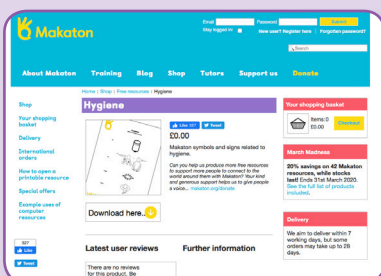 Makaton
Email
Password
Submit
Stay logged in:
New user? Register here | Forgotten password?
Search
About Makaton Training Blog Shop Tutors Support us Donate
Home : Shop : Free resources : Hygiene
Shop
Your shopping
basket
Delivery
International
orders
How to open a
printable resource
Special offers
Example uses of
computer
resources
927
Like
Tweet
Hygiene
Download here..
Like 927 Tweet
£0.00
Makaton symbols and signs related to
hygiene.
Can you help us produce more free resources
to support more people to connect to the
world around them with Makaton? Your kind
and generous support helps us to give people
a voice... makaton.org/donate
Latest user reviews
There are no reviews
for this product. Be
Further information
Your shopping basket
Items: 0
£0.00
Checkout
March Madness
20% savings on 42 Makaton
resources, while stocks
last! Ends 31st March 2020.
See the full list of products
included.
Delivery
We aim to deliver within 7
working days, but some
orders may take up to 28
days.